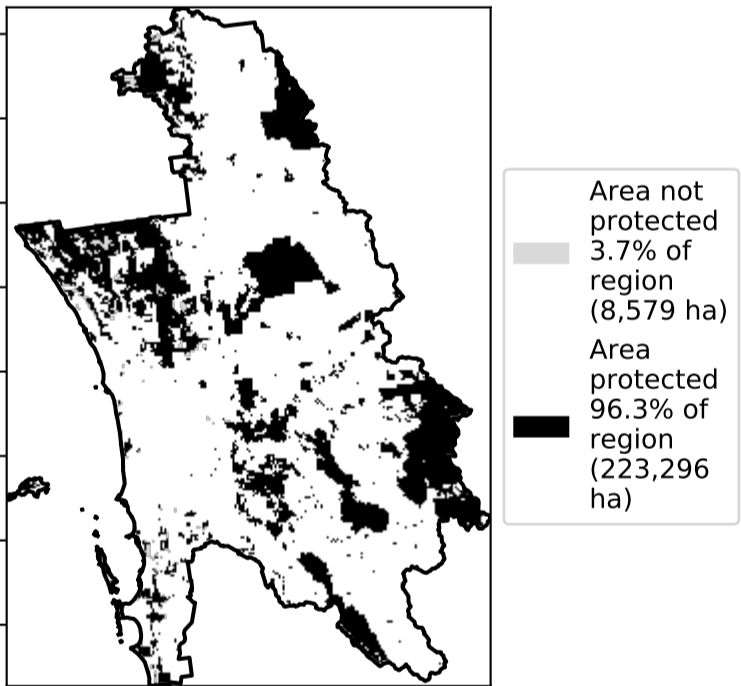 Area not
protected
3.7% of
region
(8,579 ha)
Area
protected
96.3% of
region
(223,296
ha)